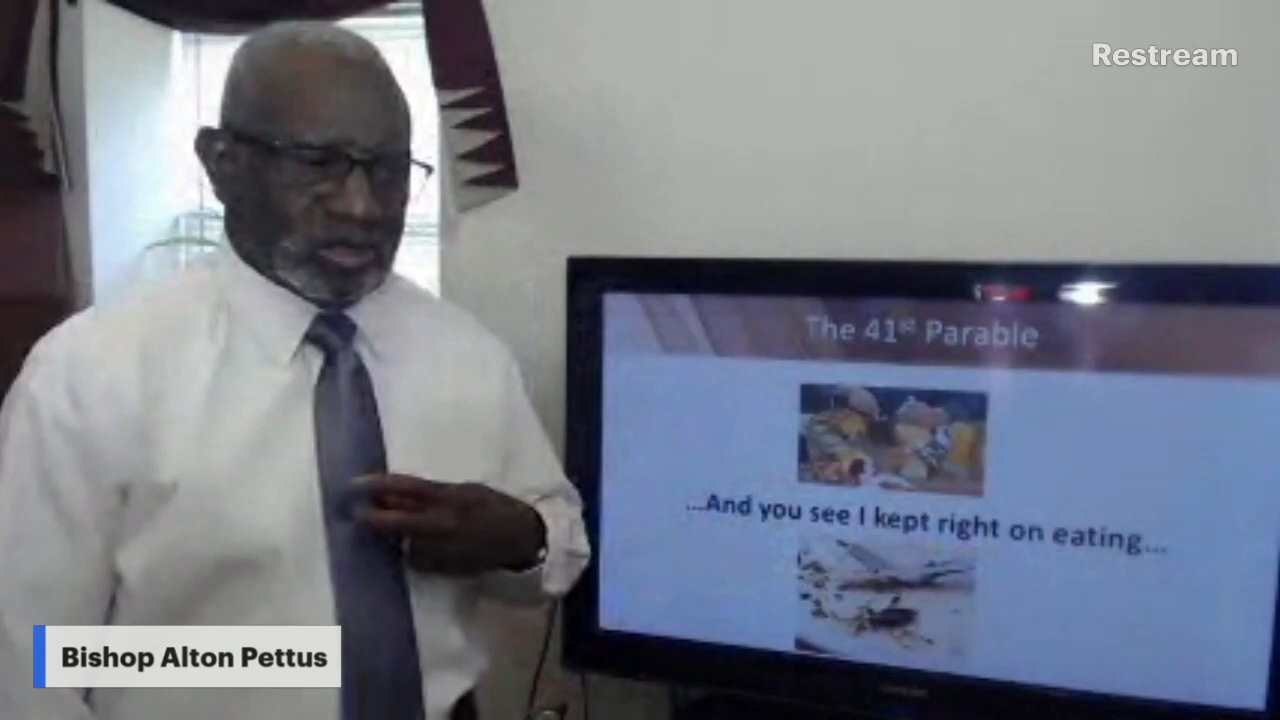 Restream
The 41st Parable
...And you see I kept right on eating...
Bishop Alton Pettus